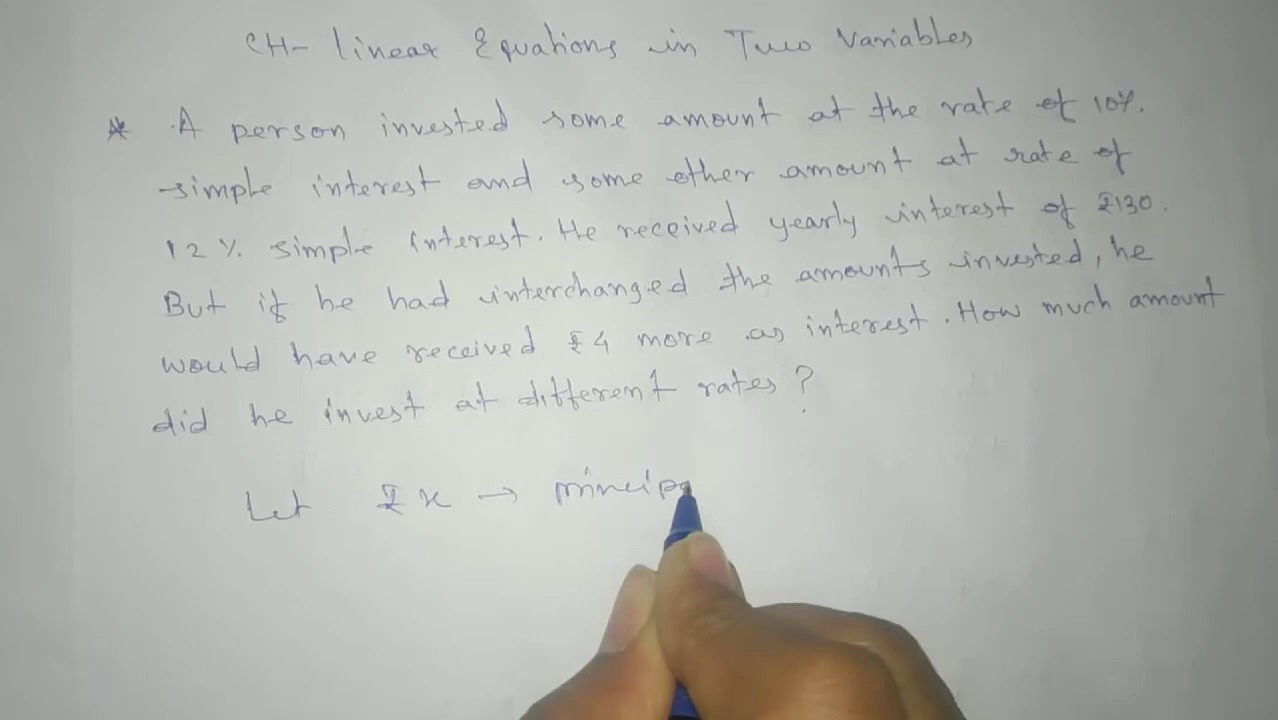 CH- linear Equations in Two Variables
* A person invested some amount at the rate of 10%
simple interest and some other amount at rate of
12% simple interest. He received yearly interest of ₹130.
But if he had interchanged the amounts invested, he
would have received ₹4 more as interest. How much amount
did he invest at different rates?
Let ₹x → princip